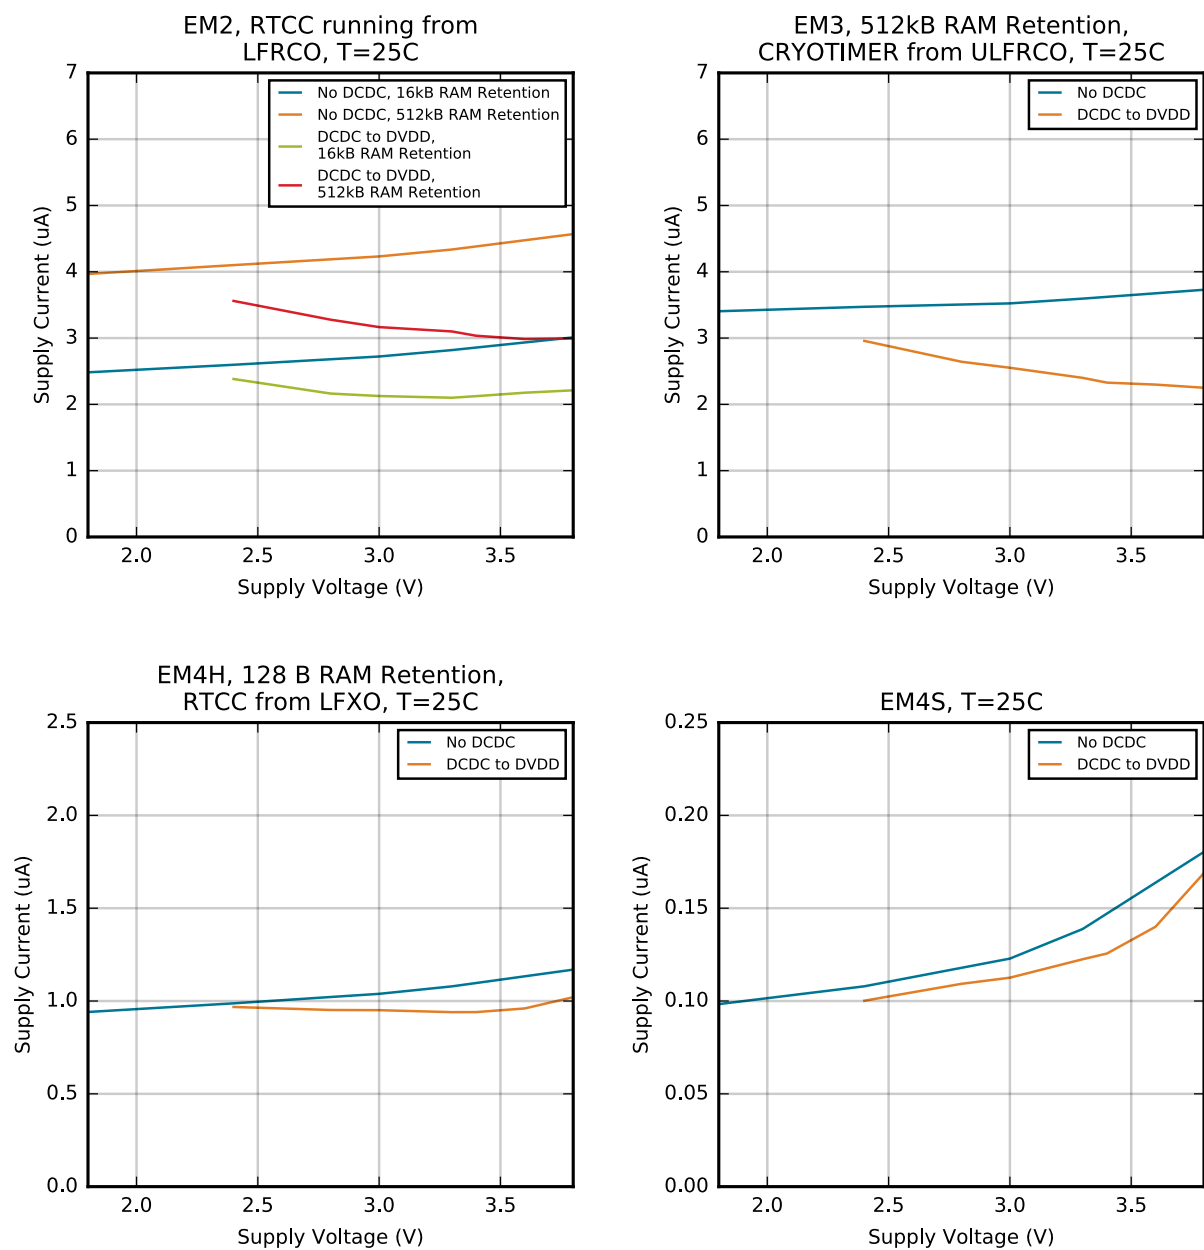 EM2, RTCC running from
LFRCO, T=25C
7
6
5
4
3
2
1
0
Supply Current (uA)
No DCDC, 16kB RAM Retention
No DCDC, 512kB RAM Retention
DCDC to DVDD,
16kB RAM Retention
DCDC to DVDD,
512kB RAM Retention
2.0
2.5
3.0
3.5
Supply Voltage (V)
EM3, 512kB RAM Retention,
CRYOTIMER from ULFRCO, T=25C
7
6
5
4
3
2
1
0
Supply Current (uA)
No DCDC
DCDC to DVDD
2.0
2.5
3.0
3.5
Supply Voltage (V)
EM4H, 128 B RAM Retention,
RTCC from LFXO, T=25C
2.5
2.0
1.5
1.0
0.5
0.0
Supply Current (uA)
No DCDC
DCDC to DVDD
2.0
2.5
3.0
3.5
Supply Voltage (V)
EM4S, T=25C
0.25
0.20
0.15
0.10
0.05
0.00
Supply Current (uA)
No DCDC
DCDC to DVDD
2.0
2.5
3.0
3.5
Supply Voltage (V)